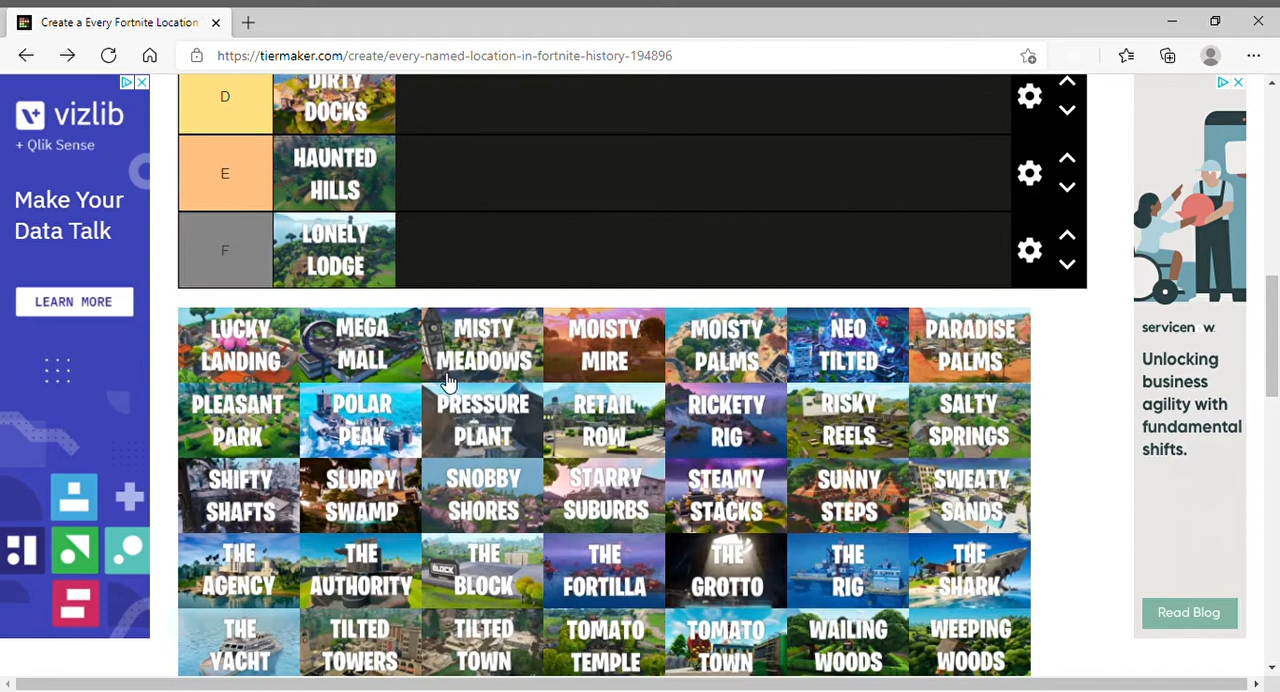 Create a Every Fortnite Location
https://tiermaker.com/create/every-named-location-in-fortnite-history-194896
vizlib
+ Qlik Sense
Make Your
Data Talk
LEARN MORE
D
DIRTY
DOCKS
E
HAUNTED
HILLS
F
LONELY
LODGE
LUCKY
LANDING
MEGA
MALL
MISTY
MEADOWS
MOISTY
MIRE
MOISTY
PALMS
NEO
TILTED
PARADISE
PALMS
PLEASANT
PARK
POLAR
PEAK
PRESSURE
PLANT
RETAIL
ROW
RICKETY
RIG
RISKY
REELS
SALTY
SPRINGS
SHIFTY
SHAFTS
SLURPY
SWAMP
SNOBBY
SHORES
STARRY
SUBURBS
STEAMY
STACKS
SUNNY
STEPS
SWEATY
SANDS
THE
AGENCY
THE
AUTHORITY
BLOCK
THE
BLOCK
THE
FORTILLA
THE
GROTTO
THE
RIG
THE
SHARK
THE
YACHT
TILTED
TOWERS
TILTED
TOWN
TOMATO
TEMPLE
TOMATO
TOWN
WAILING
WOODS
WEEPING
WOODS
servicenow.
Unlocking
business
agility with
fundamental
shifts.
Read Blog